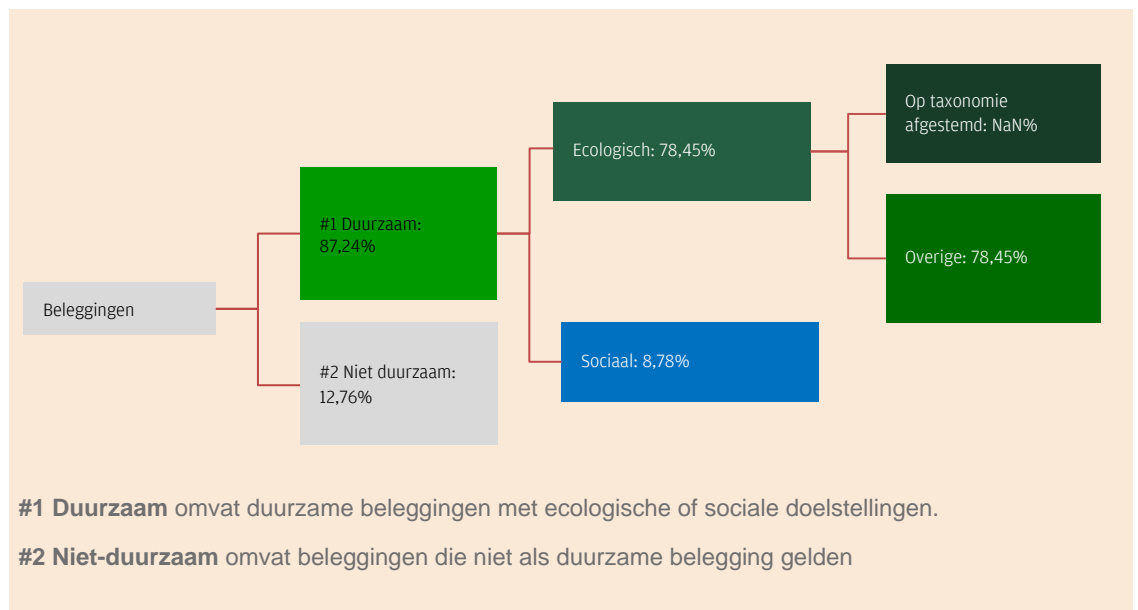 Beleggingen
#1 Duurzaam:
87,24%
#2 Niet duurzaam:
12,76%
Ecologisch: 78,45%
Sociaal: 8,78%
Op taxonomie
afgestemd: NaN%
Overige: 78,45%
#1 Duurzaam omvat duurzame beleggingen met ecologische of sociale doelstellingen.
#2 Niet-duurzaam omvat beleggingen die niet als duurzame belegging gelden